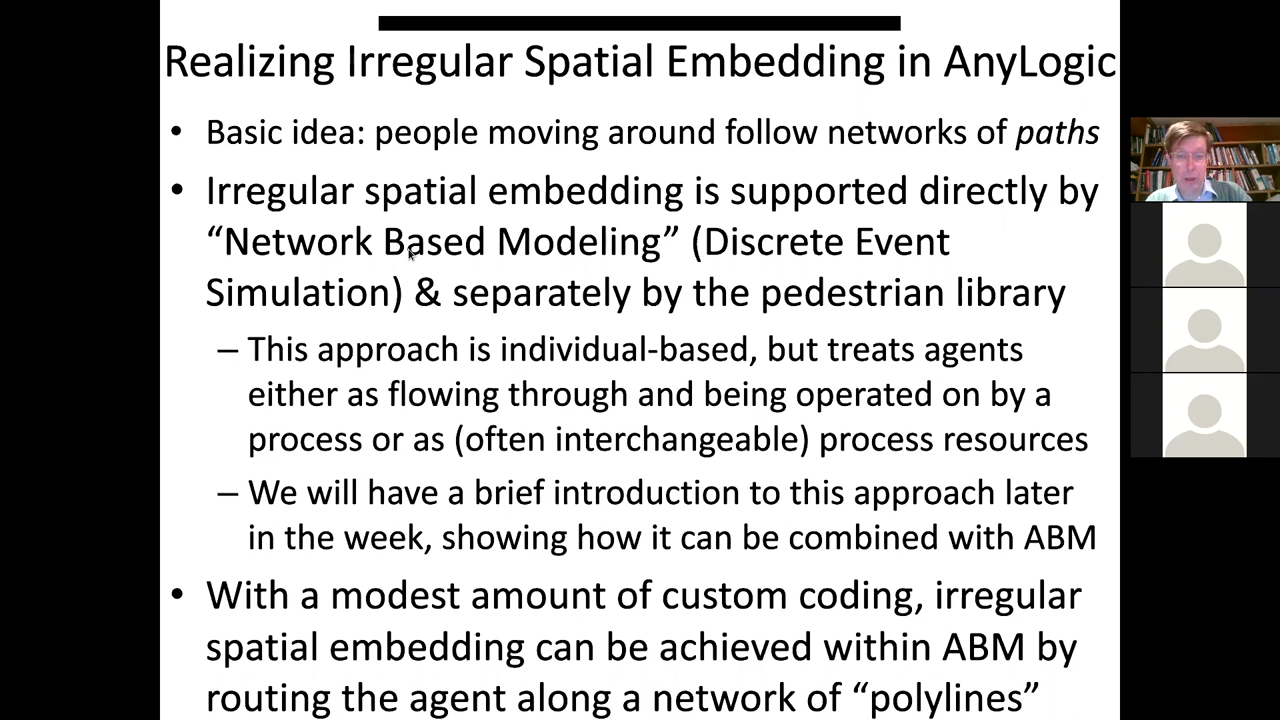 Realizing Irregular Spatial Embedding in AnyLogic
• Basic idea: people moving around follow networks of paths
• Irregular spatial embedding is supported directly by
“Network Based Modeling” (Discrete Event
Simulation) & separately by the pedestrian library
– This approach is individual-based, but treats agents
either as flowing through and being operated on by a
process or as (often interchangeable) process resources
– We will have a brief introduction to this approach later
in the week, showing how it can be combined with ABM
• With a modest amount of custom coding, irregular
spatial embedding can be achieved within ABM by
routing the agent along a network of “polylines”